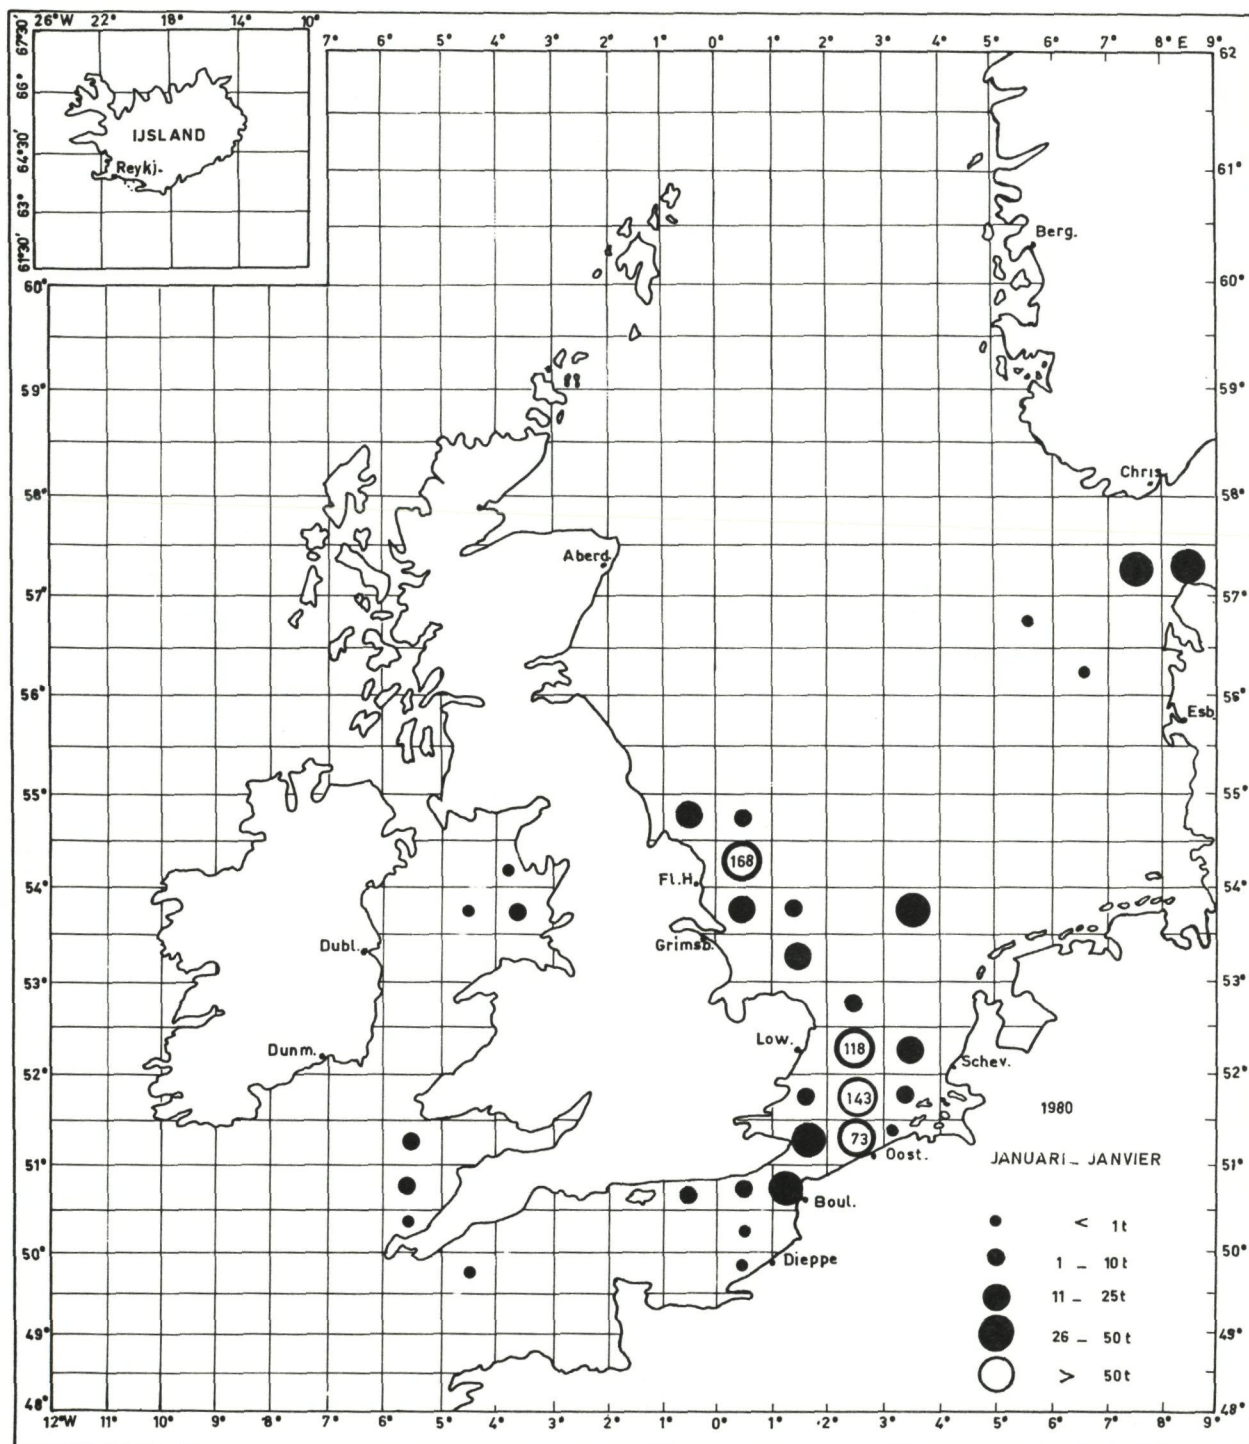 26°W 22° 18° 14° 10°
67°30'
66°
64°30'
63°
61°30'
IJSLAND
Reykj.
7° 6° 5° 4° 3° 2° 1° 0° 1° 2° 3° 4° 5° 6° 7° 8° E 9°
62
61°
Berg.
60° 60°
59° 59°
Chris.
58° 58°
Aberd.
57° 57°
56° 56°
Esb.
55° 55°
168
54° Fl.H. 54°
Grimsb.
Dubl.
53° 53°
Low. 118
Dunm. Schev.
52° 52°
143
1980
73
Oost.
51° 51°
JANUARI _ JANVIER
Boul.
< 1t
50° Dieppe 1 _ 10t 50°
11 _ 25t
49° 26 _ 50t 49°
> 50t
48° 48°
12°W 11° 10° 9° 8° 7° 6° 5° 4° 3° 2° 1° 0° 1° 2° 3° 4° 5° 6° 7° 8° 9°